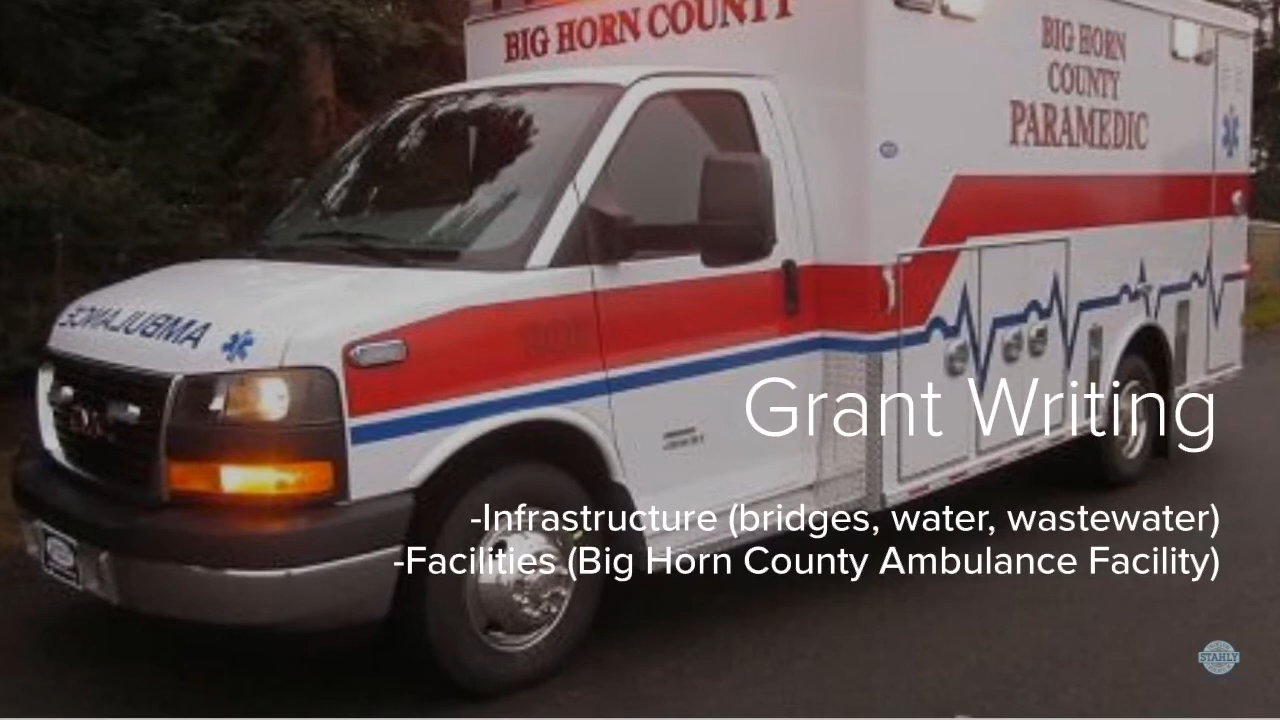 BIG HORN COUNTY
BIG HORN
COUNTY
PARAMEDIC
AMBULANCE
GMC
Grant Writing
-Infrastructure (bridges, water, wastewater)
-Facilities (Big Horn County Ambulance Facility)
STAHLY